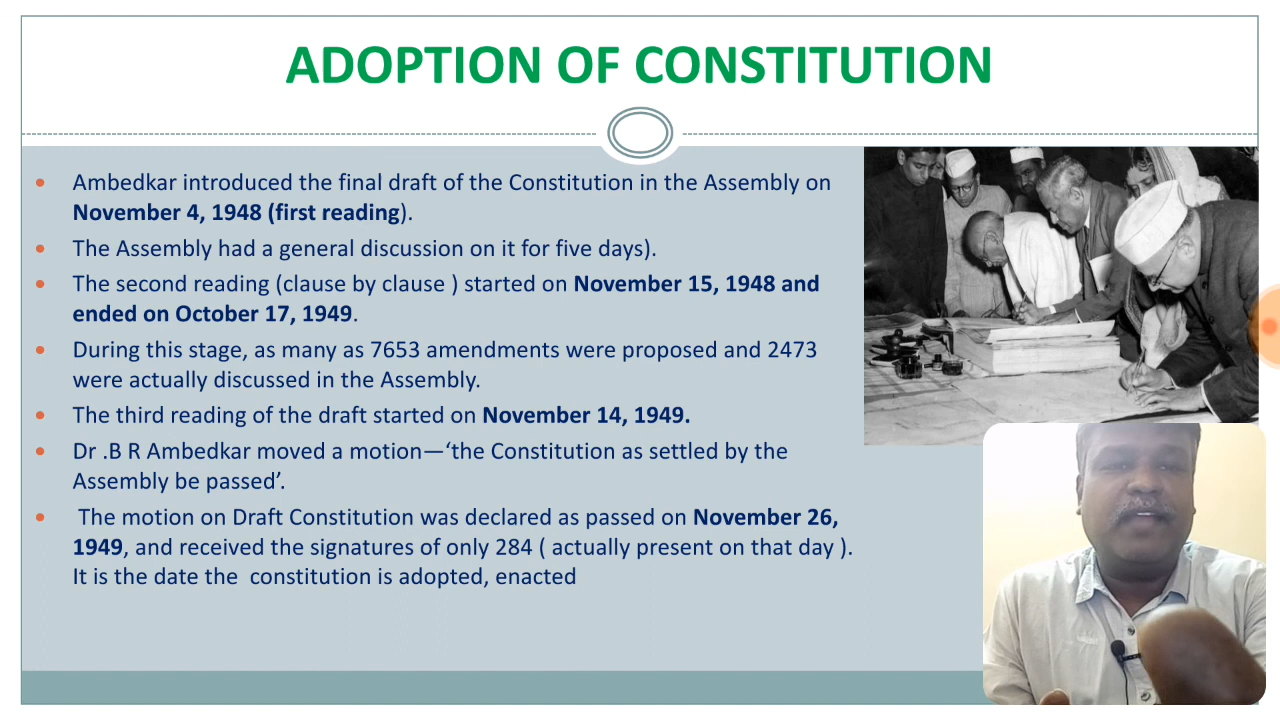 ADOPTION OF CONSTITUTION
Ambedkar introduced the final draft of the Constitution in the Assembly on
November 4, 1948 (first reading).
The Assembly had a general discussion on it for five days).
The second reading (clause by clause ) started on November 15, 1948 and
ended on October 17, 1949.
During this stage, as many as 7653 amendments were proposed and 2473
were actually discussed in the Assembly.
The third reading of the draft started on November 14, 1949.
Dr .B R Ambedkar moved a motion—‘the Constitution as settled by the
Assembly be passed’.
The motion on Draft Constitution was declared as passed on November 26,
1949, and received the signatures of only 284 ( actually present on that day ).
It is the date the constitution is adopted, enacted